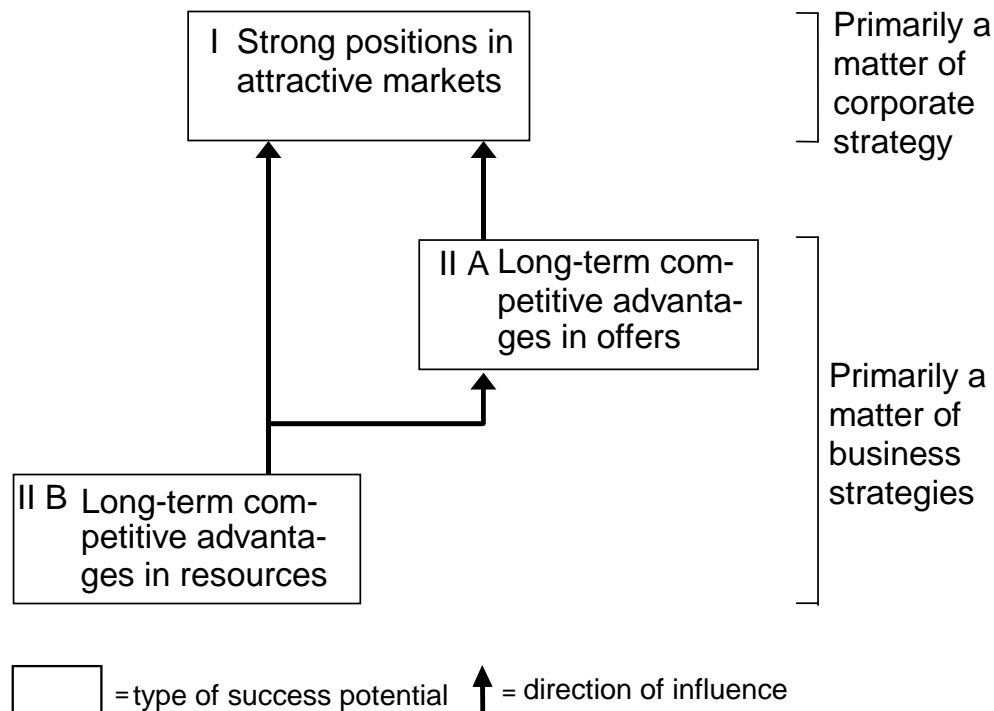 I Strong positions in
attractive markets
Primarily a
matter of
corporate
strategy
II A Long-term com-
petitive advanta-
ges in offers
Primarily a
matter of
business
strategies
II B Long-term com-
petitive advanta-
ges in resources
= type of success potential
= direction of influence